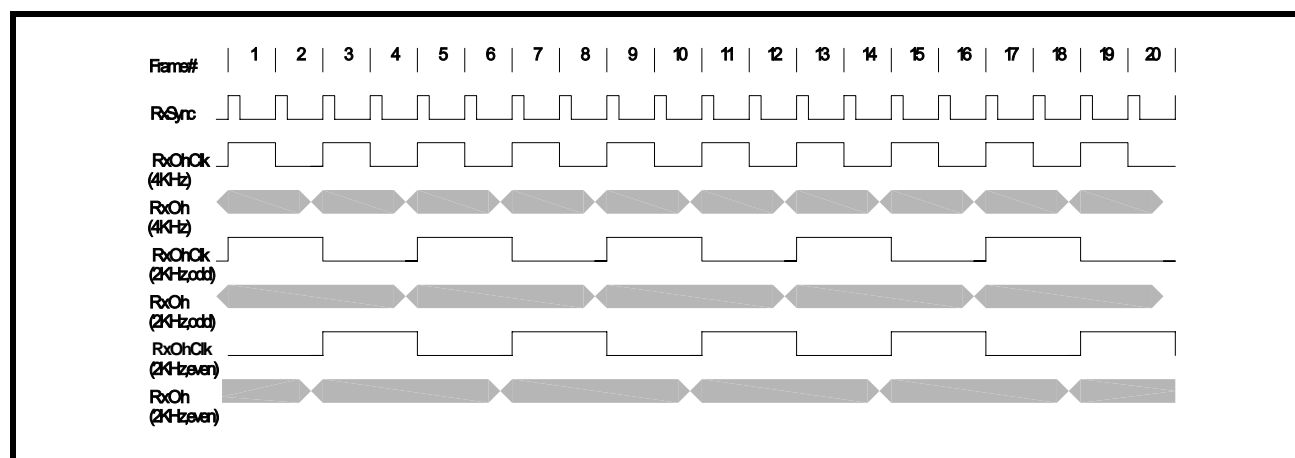 Frame# 1 2 3 4 5 6 7 8 9 10 11 12 13 14 15 16 17 18 19 20
RxSync
RxOhClk
(4KHz)
RxOh
(4KHz)
RxOhClk
(2KHz,odd)
RxOh
(2KHz,odd)
RxOhClk
(2KHz,even)
RxOh
(2KHz,even)